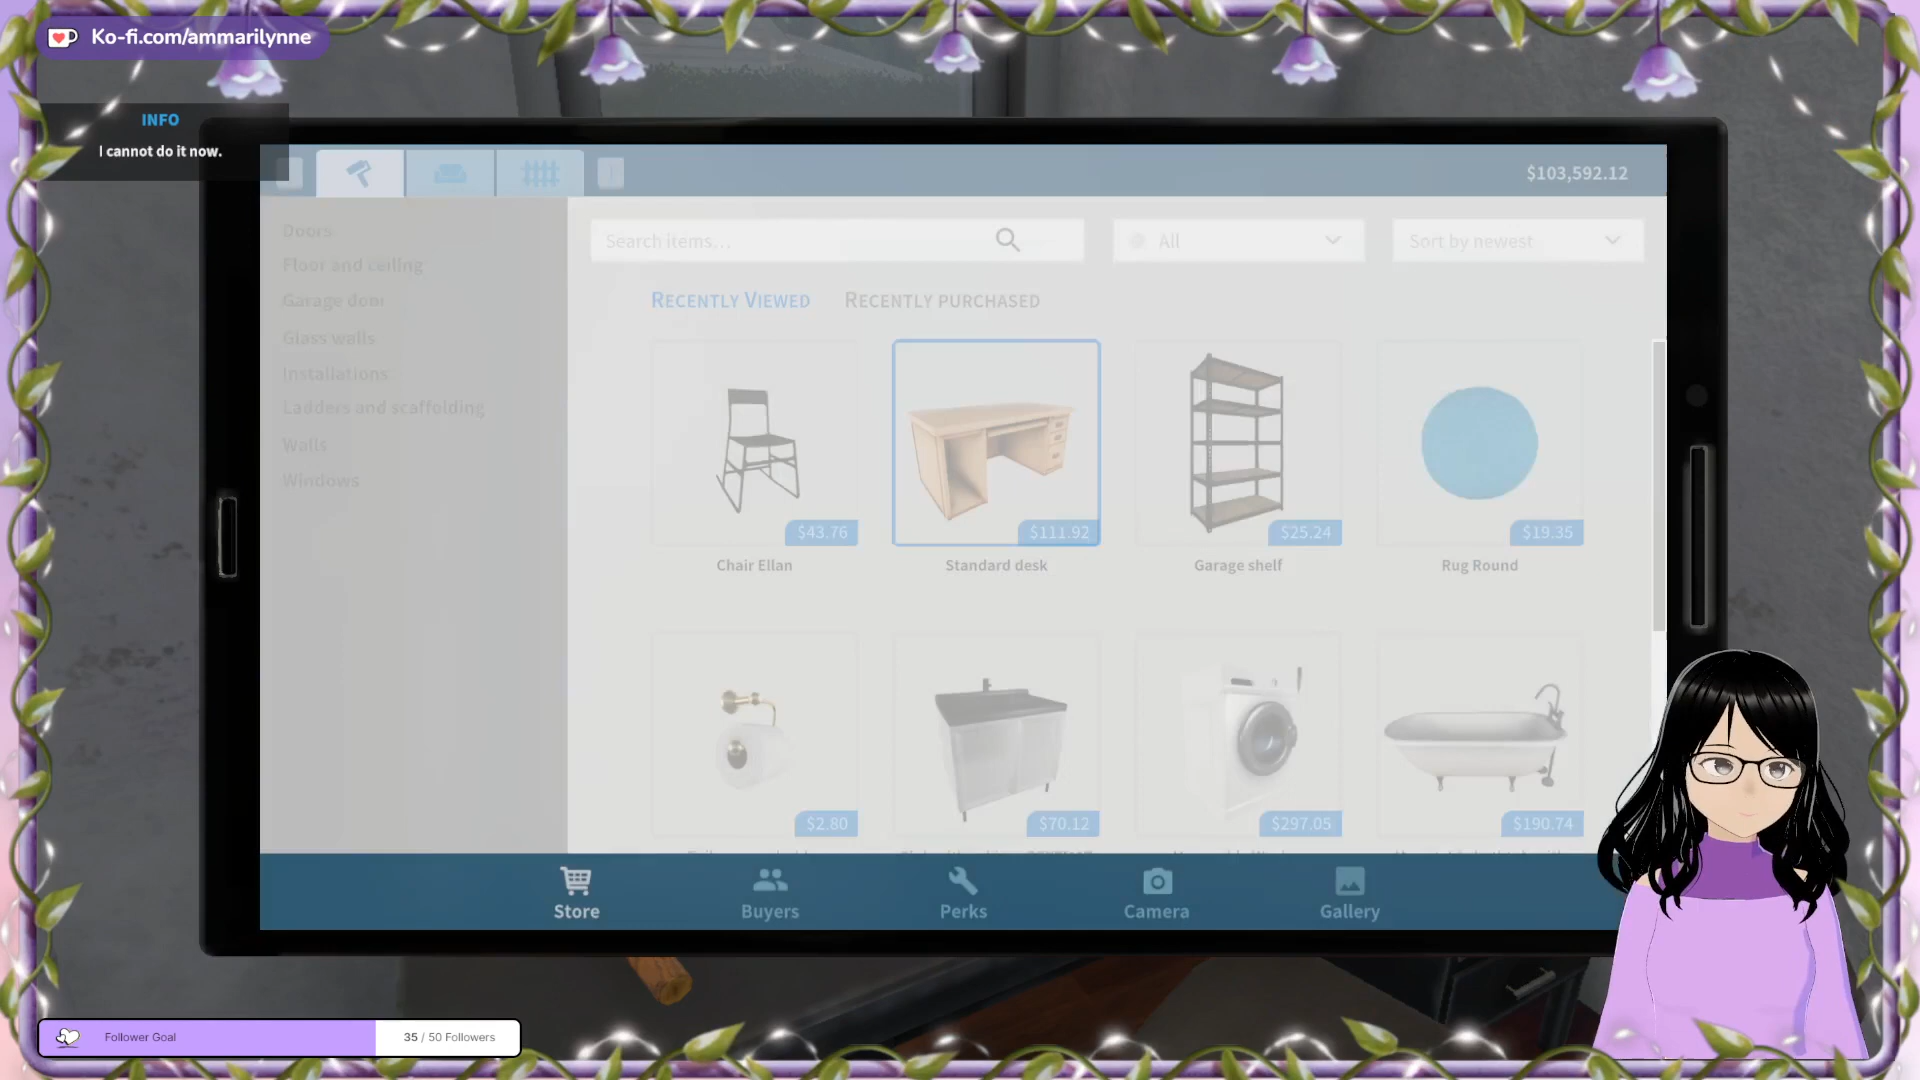 Ko-fi.com/ammarilynne
INFO
I cannot do it now.
$103,592.12
Doors
Floor and ceiling
Garage door
Glass walls
Installations
Ladders and scaffolding
Walls
Windows
Search items...
All
Sort by newest
RECENTLY VIEWED
RECENTLY PURCHASED
$43.76
$111.92
$25.24
$19.35
Chair Ellan
Standard desk
Garage shelf
Rug Round
$2.80
$70.12
$297.05
$190.74
Store
Buyers
Perks
Camera
Gallery
Follower Goal
35 / 50 Followers